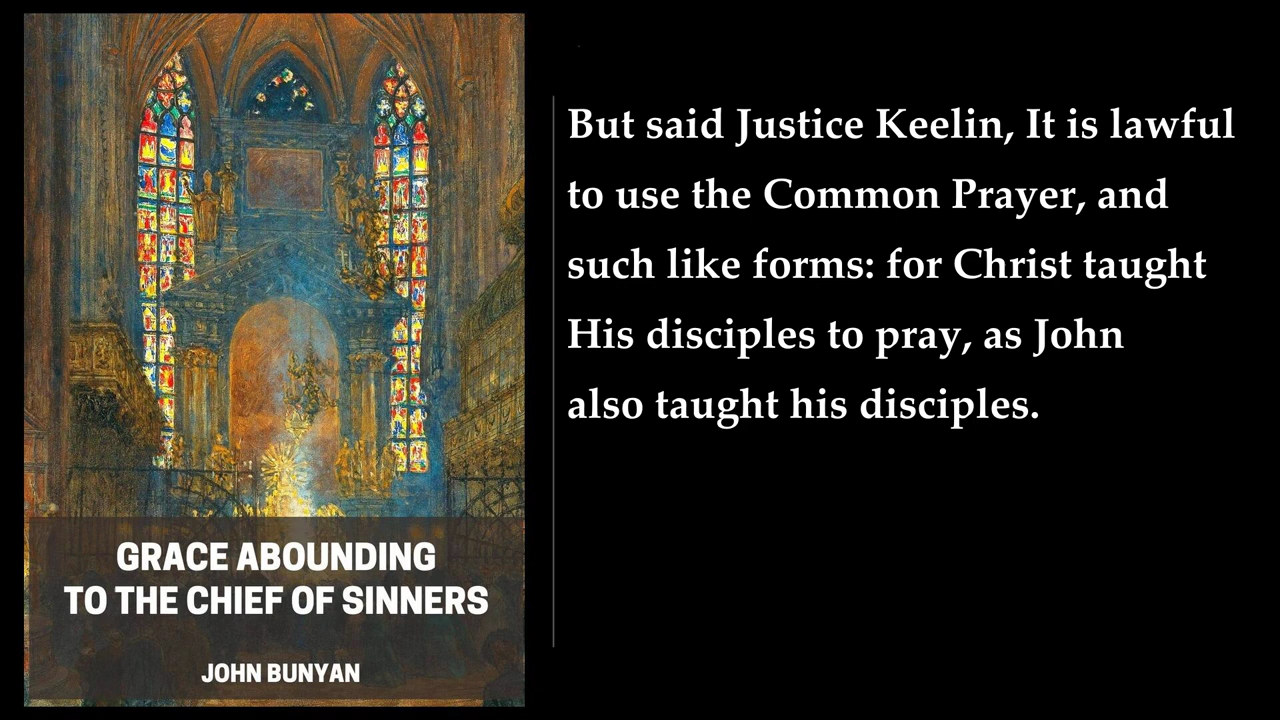 But said Justice Keelin, It is lawful
to use the Common Prayer, and
such like forms: for Christ taught
His disciples to pray, as John
also taught his disciples.
GRACE ABOUNDING
TO THE CHIEF OF SINNERS
JOHN BUNYAN